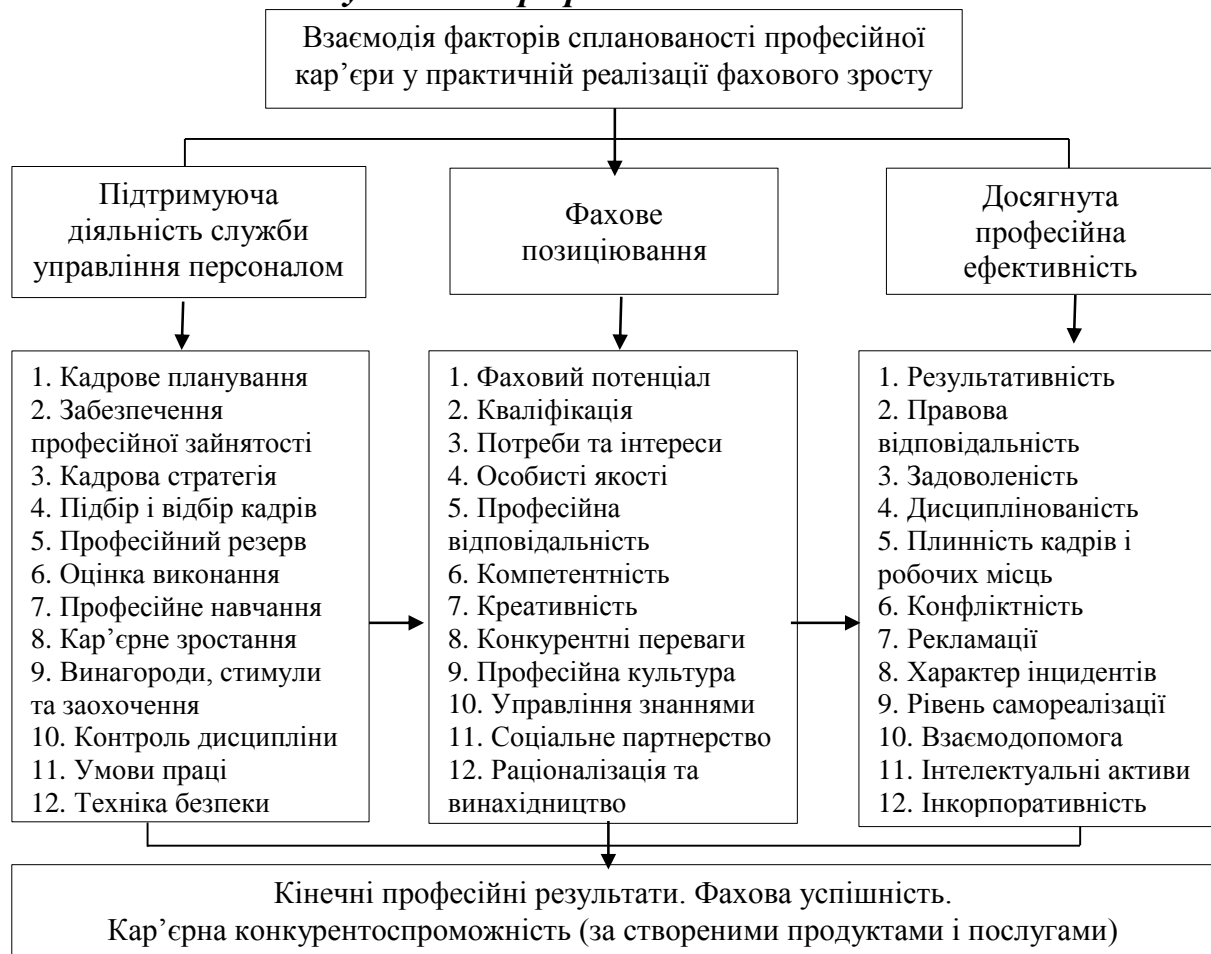 Взаємодія факторів спланованості професійної
кар’єри у практичній реалізації фахового зросту
Підтримуюча
діяльність служби
управління персоналом
Фахове
позиціювання
Досягнута
професійна
ефективність
1. Кадрове планування
2. Забезпечення
професійної зайнятості
3. Кадрова стратегія
4. Підбір і відбір кадрів
5. Професійний резерв
6. Оцінка виконання
7. Професійне навчання
8. Кар’єрне зростання
9. Винагороди, стимули
та заохочення
10. Контроль дисципліни
11. Умови праці
12. Техніка безпеки
1. Фаховий потенціал
2. Кваліфікація
3. Потреби та інтереси
4. Особисті якості
5. Професійна
відповідальність
6. Компетентність
7. Креативність
8. Конкурентні переваги
9. Професійна культура
10. Управління знаннями
11. Соціальне партнерство
12. Раціоналізація та
винахідництво
1. Результативність
2. Правова
відповідальність
3. Задоволеність
4. Дисциплінованість
5. Плинність кадрів і
робочих місць
6. Конфліктність
7. Рекламації
8. Характер інцидентів
9. Рівень самореалізації
10. Взаємодопомога
11. Інтелектуальні активи
12. Інкорпоративність
Кінечні професійні результати. Фахова успішність.
Кар’єрна конкурентоспроможність (за створеними продуктами і послугами)